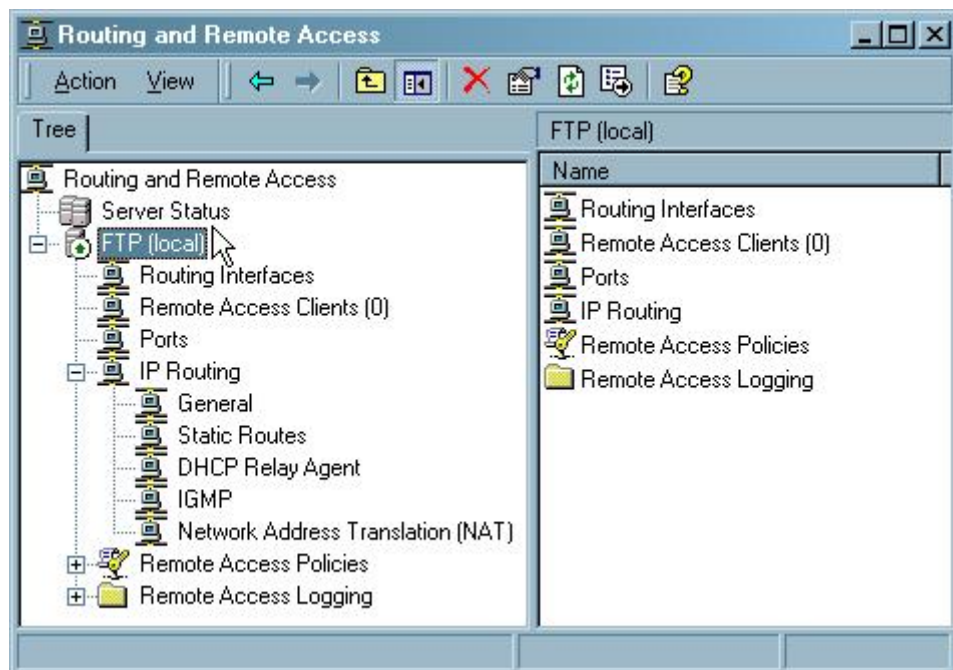 Routing and Remote Access
Action View
Tree
Routing and Remote Access
Server Status
FTP (local)
Routing Interfaces
Remote Access Clients (0)
Ports
IP Routing
General
Static Routes
DHCP Relay Agent
IGMP
Network Address Translation (NAT)
Remote Access Policies
Remote Access Logging
FTP (local)
Name
Routing Interfaces
Remote Access Clients (0)
Ports
IP Routing
Remote Access Policies
Remote Access Logging